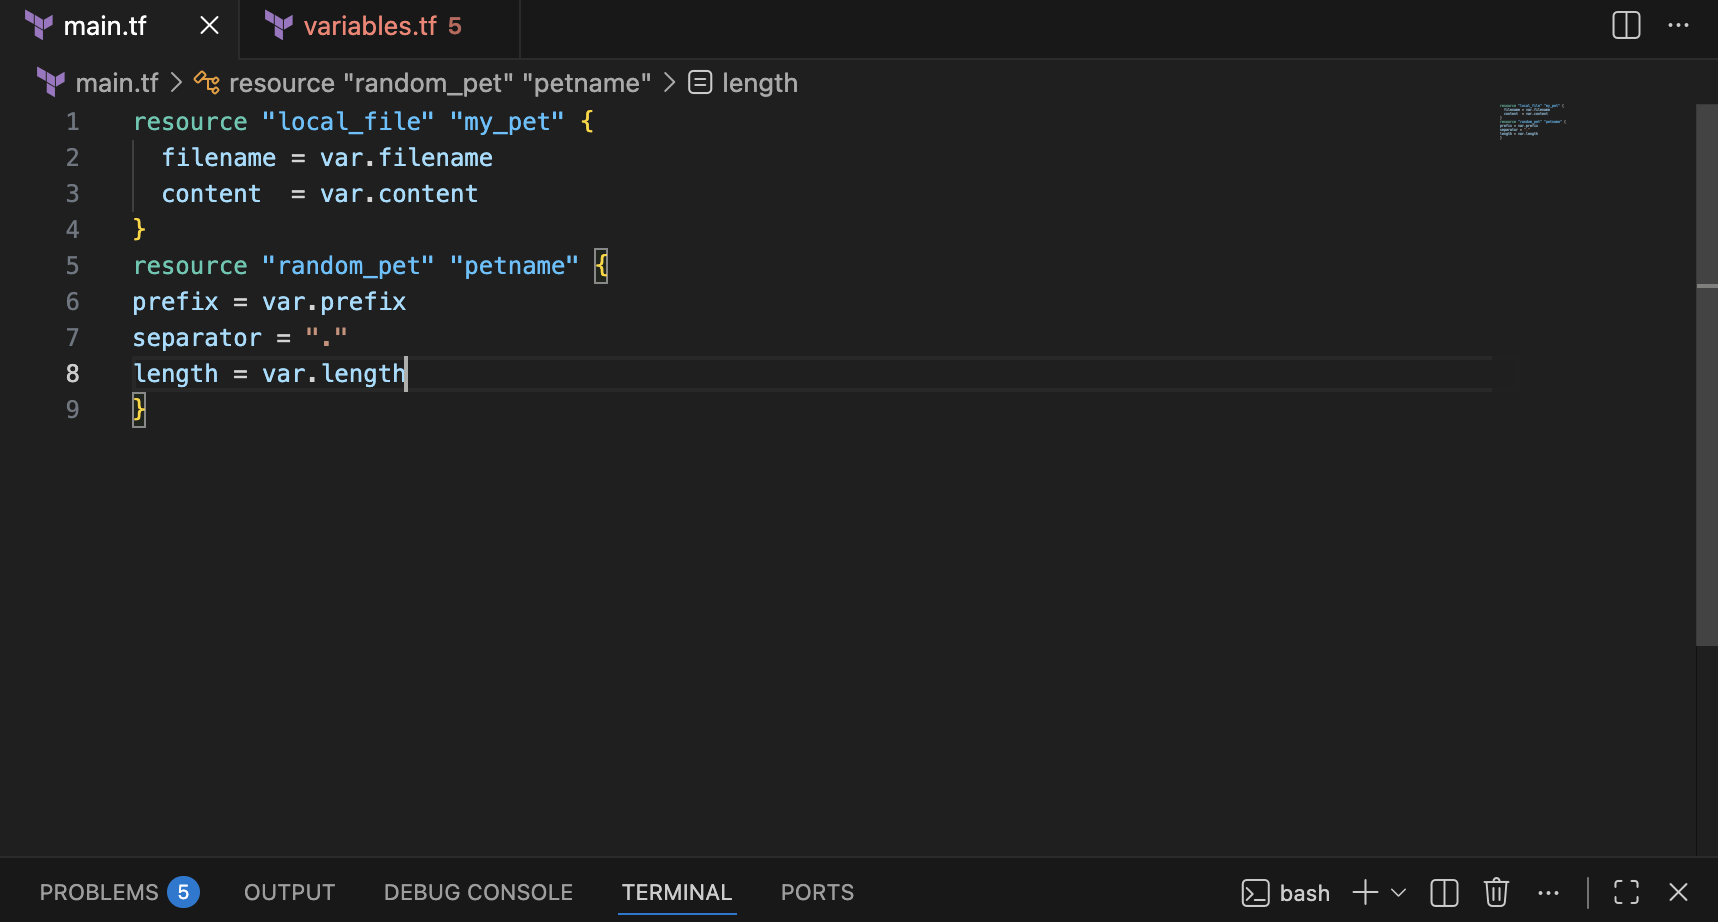 main.tf
variables.tf 5
main.tf > resource "random_pet" "petname" > length
1 resource "local_file" "my_pet" {
2   filename = var.filename
3   content  = var.content
4 }
5 resource "random_pet" "petname" {
6 prefix = var.prefix
7 separator = "."
8 length = var.length
9 }
PROBLEMS 5 OUTPUT DEBUG CONSOLE TERMINAL PORTS bash